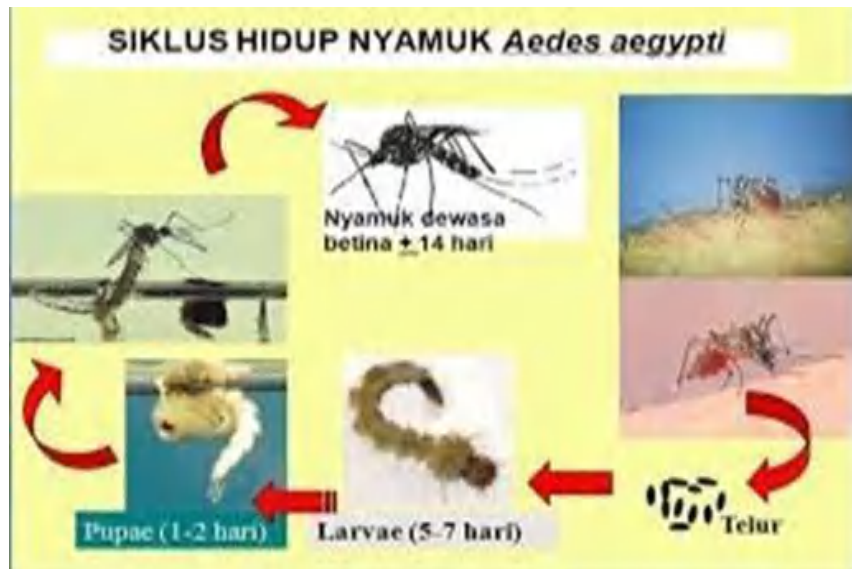 SIKLUS HIDUP NYAMUK Aedes aegypti
Nyamuk dewasa
betina ± 14 hari
Telur
Larvae (5-7 hari)
Pupae (1-2 hari)